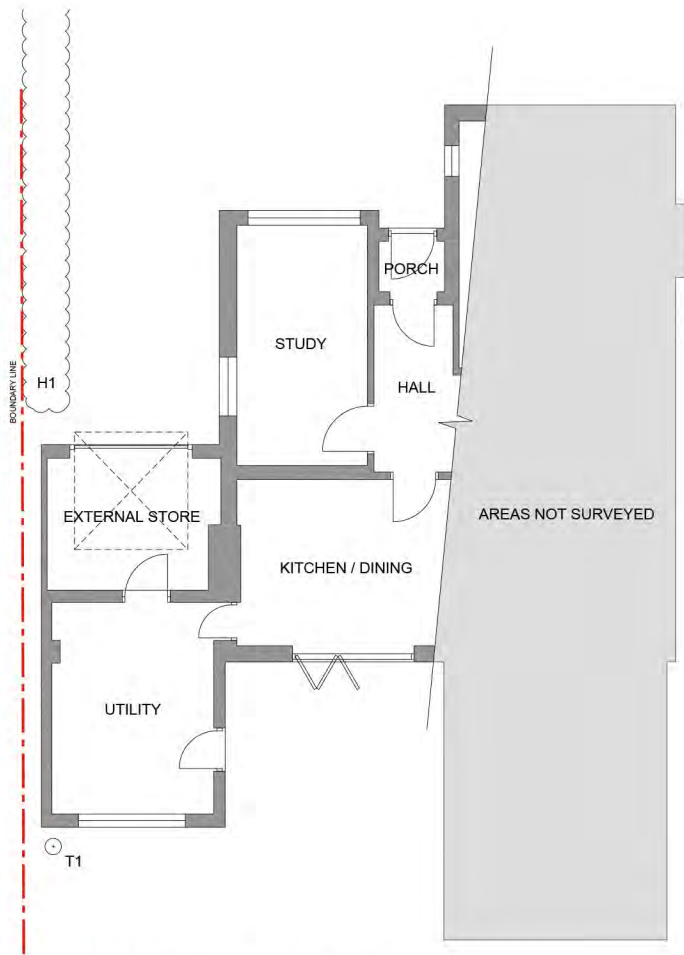 PORCH
STUDY
BOUNDARY LINE
H1
HALL
EXTERNAL STORE
AREAS NOT SURVEYED
KITCHEN / DINING
UTILITY
T1